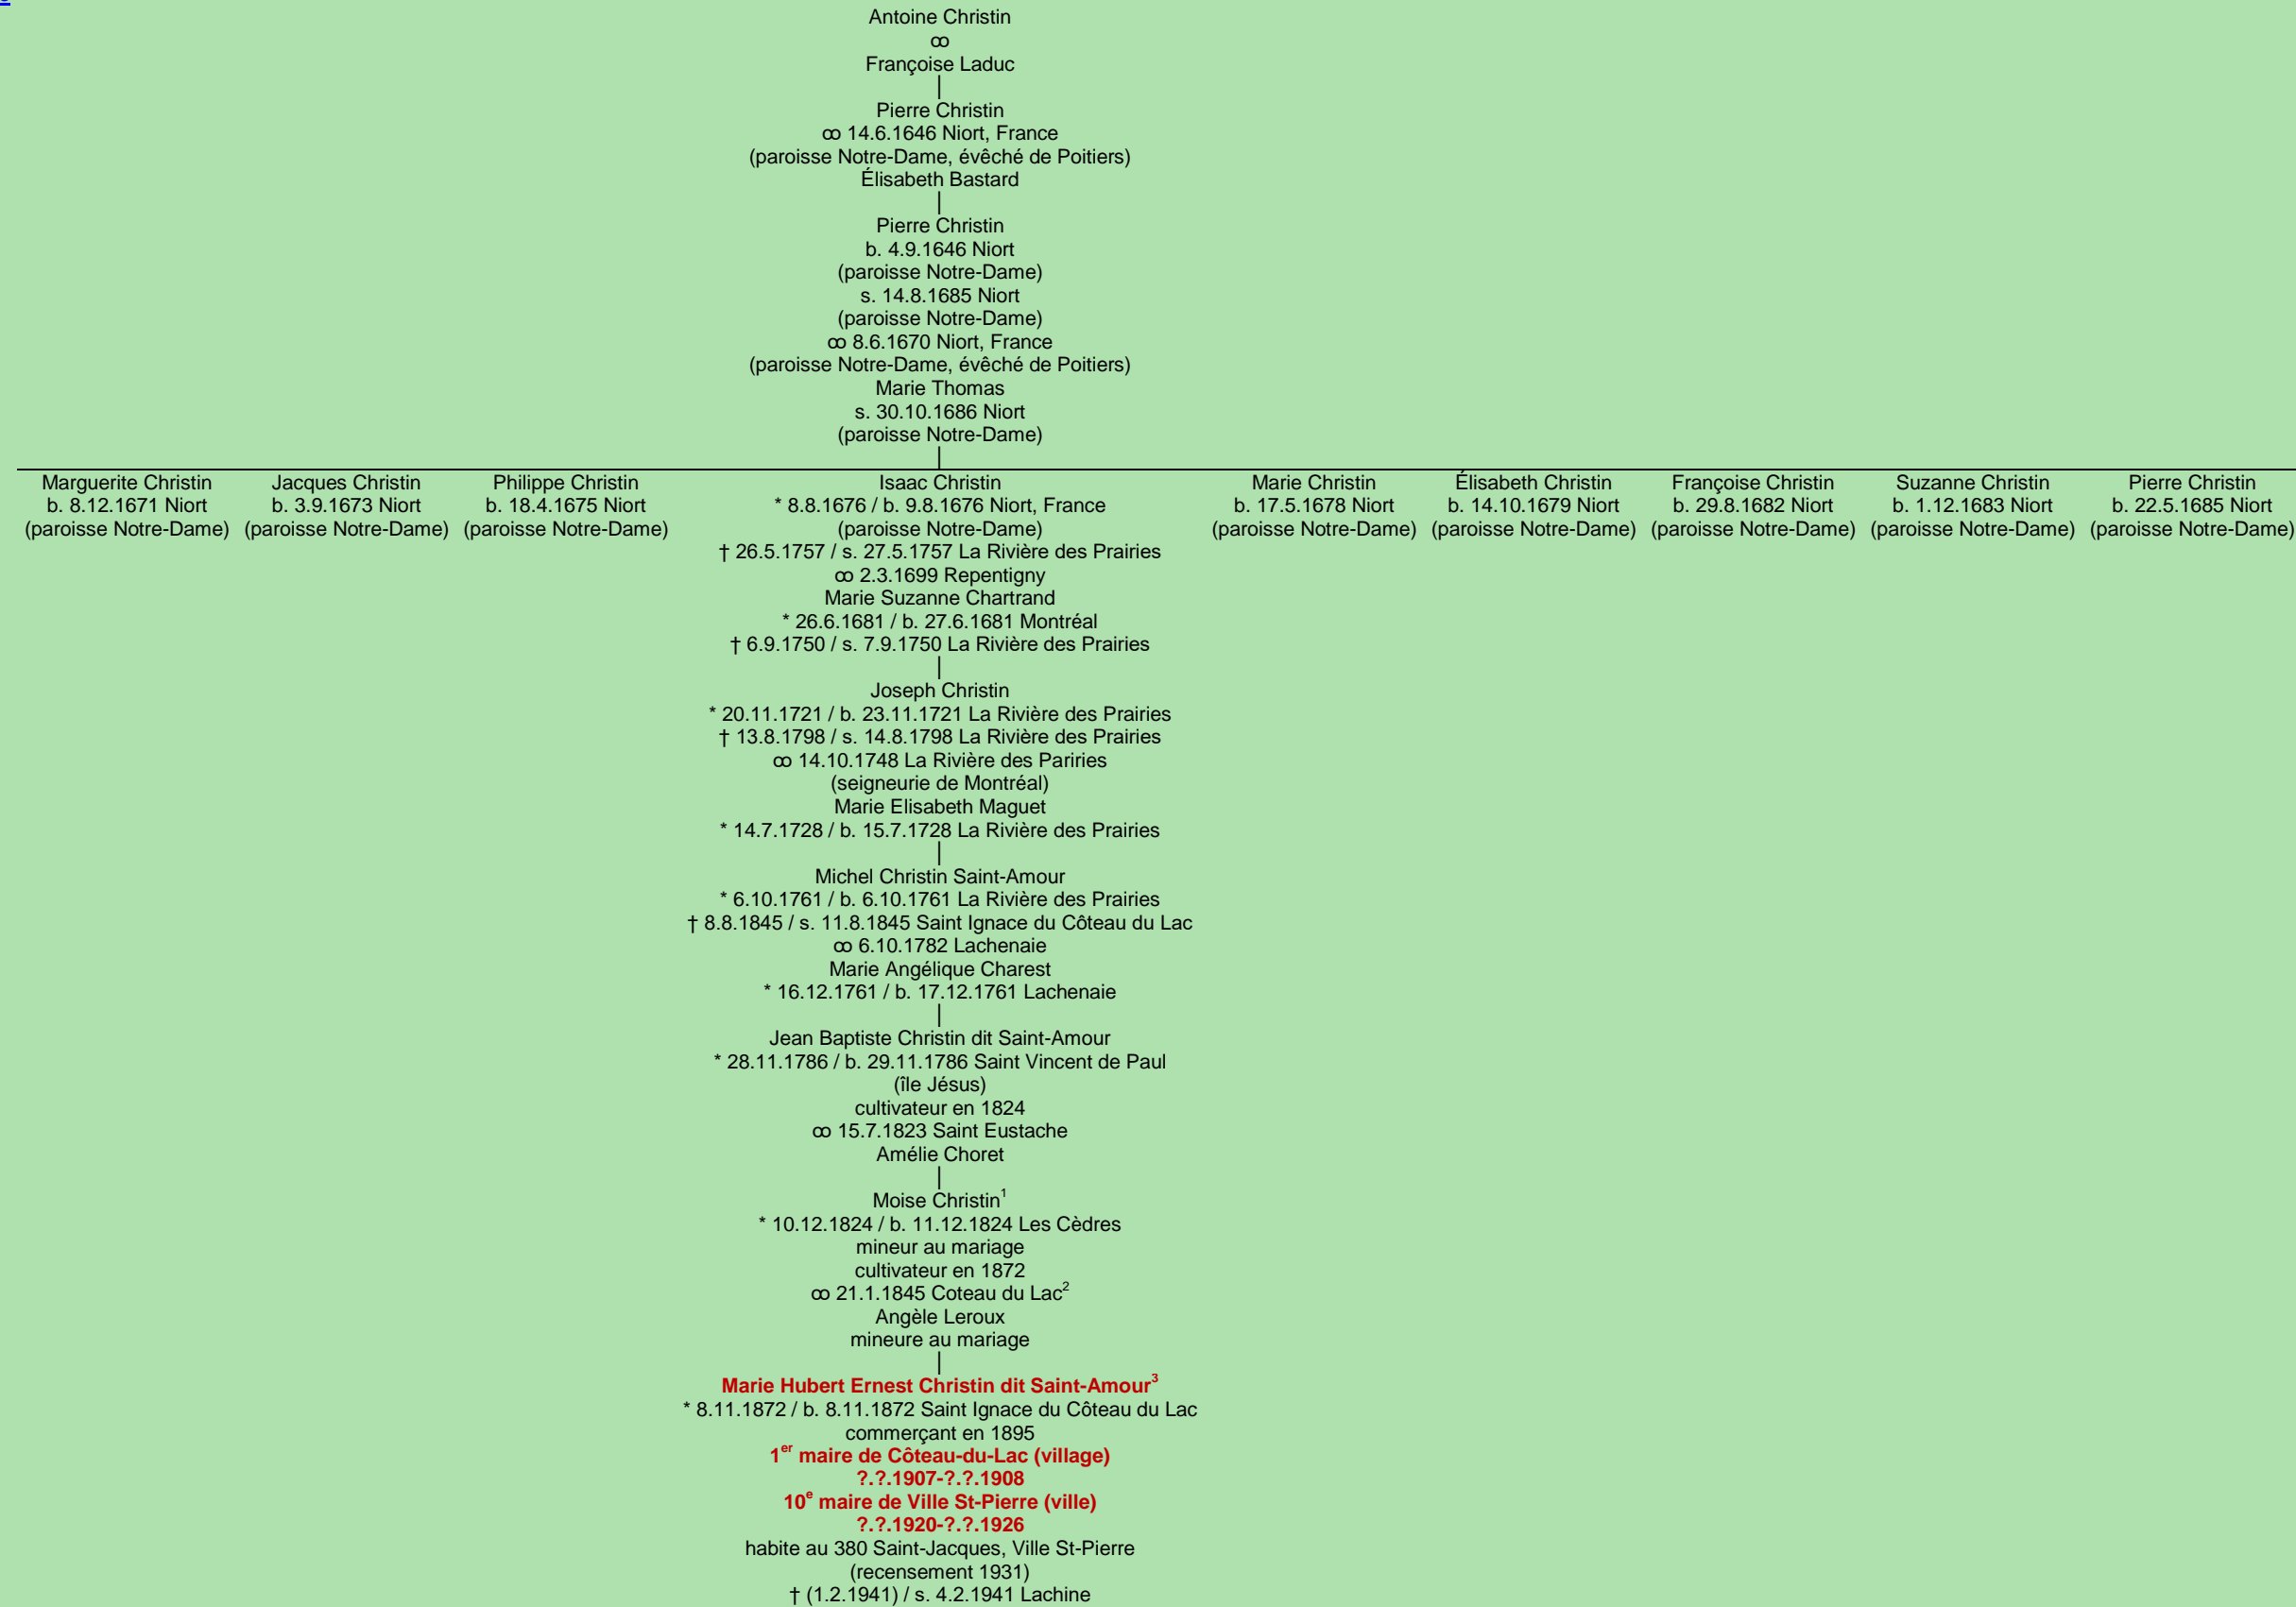 Antoine Christin
ꝏ
Françoise Laduc
Pierre Christin
ꝏ 14.6.1646 Niort, France
(paroisse Notre-Dame, évêché de Poitiers)
Élisabeth Bastard
Pierre Christin
b. 4.9.1646 Niort
(paroisse Notre-Dame)
s. 14.8.1685 Niort
(paroisse Notre-Dame)
ꝏ 8.6.1670 Niort, France
(paroisse Notre-Dame, évêché de Poitiers)
Marie Thomas
s. 30.10.1686 Niort
(paroisse Notre-Dame)
Marguerite Christin
b. 8.12.1671 Niort
(paroisse Notre-Dame)
Jacques Christin
b. 3.9.1673 Niort
(paroisse Notre-Dame)
Philippe Christin
b. 18.4.1675 Niort
(paroisse Notre-Dame)
Isaac Christin
* 8.8.1676 / b. 9.8.1676 Niort, France
(paroisse Notre-Dame)
† 26.5.1757 / s. 27.5.1757 La Rivière des Prairies
ꝏ 2.3.1699 Repentigny
Marie Suzanne Chartrand
* 26.6.1681 / b. 27.6.1681 Montréal
† 6.9.1750 / s. 7.9.1750 La Rivière des Prairies
Marie Christin
b. 17.5.1678 Niort
(paroisse Notre-Dame)
Élisabeth Christin
b. 14.10.1679 Niort
(paroisse Notre-Dame)
Françoise Christin
b. 29.8.1682 Niort
(paroisse Notre-Dame)
Suzanne Christin
b. 1.12.1683 Niort
(paroisse Notre-Dame)
Pierre Christin
b. 22.5.1685 Niort
(paroisse Notre-Dame)
Joseph Christin
* 20.11.1721 / b. 23.11.1721 La Rivière des Prairies
† 13.8.1798 / s. 14.8.1798 La Rivière des Prairies
ꝏ 14.10.1748 La Rivière des Pariries
(seigneurie de Montréal)
Marie Elisabeth Maguet
* 14.7.1728 / b. 15.7.1728 La Rivière des Prairies
Michel Christin Saint-Amour
* 6.10.1761 / b. 6.10.1761 La Rivière des Prairies
† 8.8.1845 / s. 11.8.1845 Saint Ignace du Côteau du Lac
ꝏ 6.10.1782 Lachenaie
Marie Angélique Charest
* 16.12.1761 / b. 17.12.1761 Lachenaie
Jean Baptiste Christin dit Saint-Amour
* 28.11.1786 / b. 29.11.1786 Saint Vincent de Paul
(île Jésus)
cultivateur en 1824
ꝏ 15.7.1823 Saint Eustache
Amélie Choret
Moise Christin¹
* 10.12.1824 / b. 11.12.1824 Les Cèdres
mineur au mariage
cultivateur en 1872
ꝏ 21.1.1845 Coteau du Lac²
Angèle Leroux
mineure au mariage
Marie Hubert Ernest Christin dit Saint-Amour³
* 8.11.1872 / b. 8.11.1872 Saint Ignace du Côteau du Lac
commerçant en 1895
1er maire de Côteau-du-Lac (village)
?.?.1907-?.?.1908
10e maire de Ville St-Pierre (ville)
?.?.1920-?.?.1926
habite au 380 Saint-Jacques, Ville St-Pierre
(recensement 1931)
† (1.2.1941) / s. 4.2.1941 Lachine